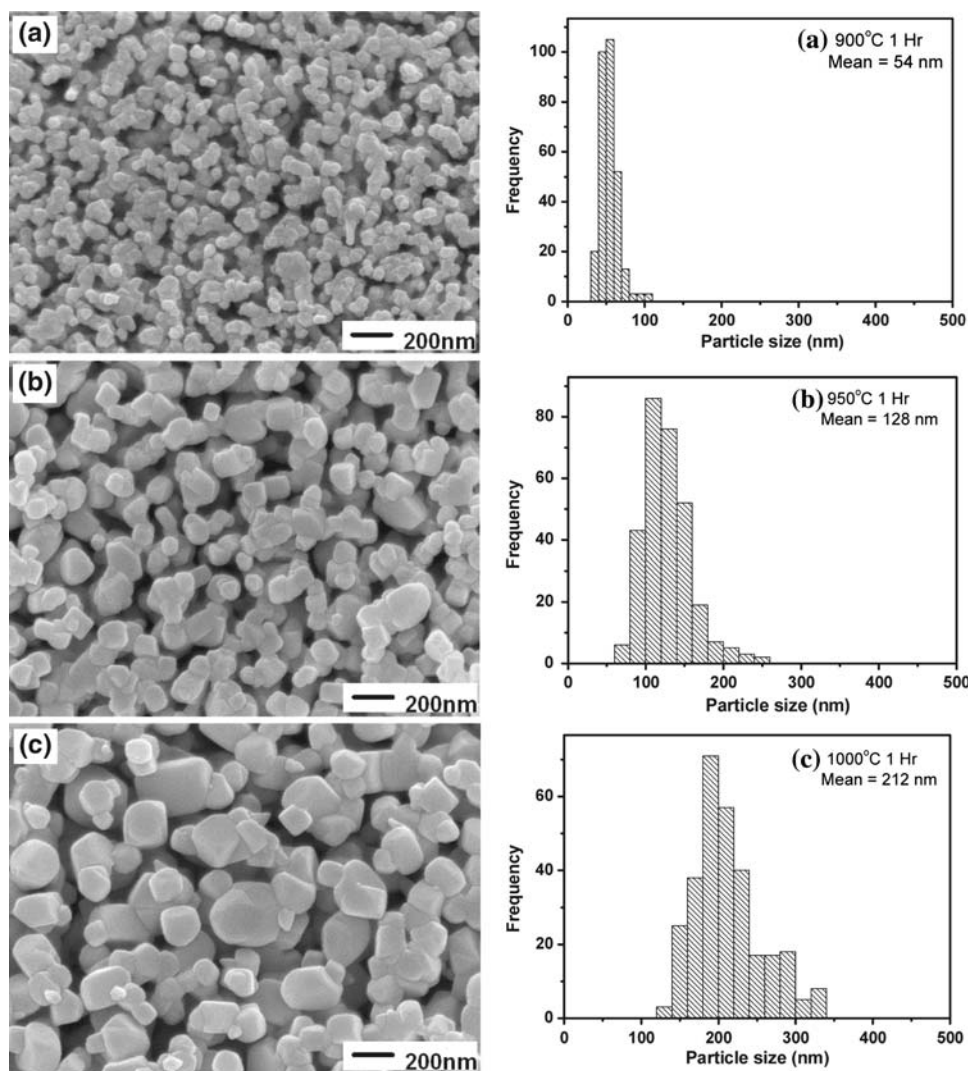 (a)
200nm
(a) 900°C 1 Hr
Mean = 54 nm
Frequency
100
80
60
40
20
0
0 100 200 300 400 500
Particle size (nm)
(b)
200nm
(b) 950°C 1 Hr
Mean = 128 nm
Frequency
80
60
40
20
0
0 100 200 300 400 500
Particle size (nm)
(c)
200nm
(c) 1000°C 1 Hr
Mean = 212 nm
Frequency
60
40
20
0
0 100 200 300 400 500
Particle size (nm)